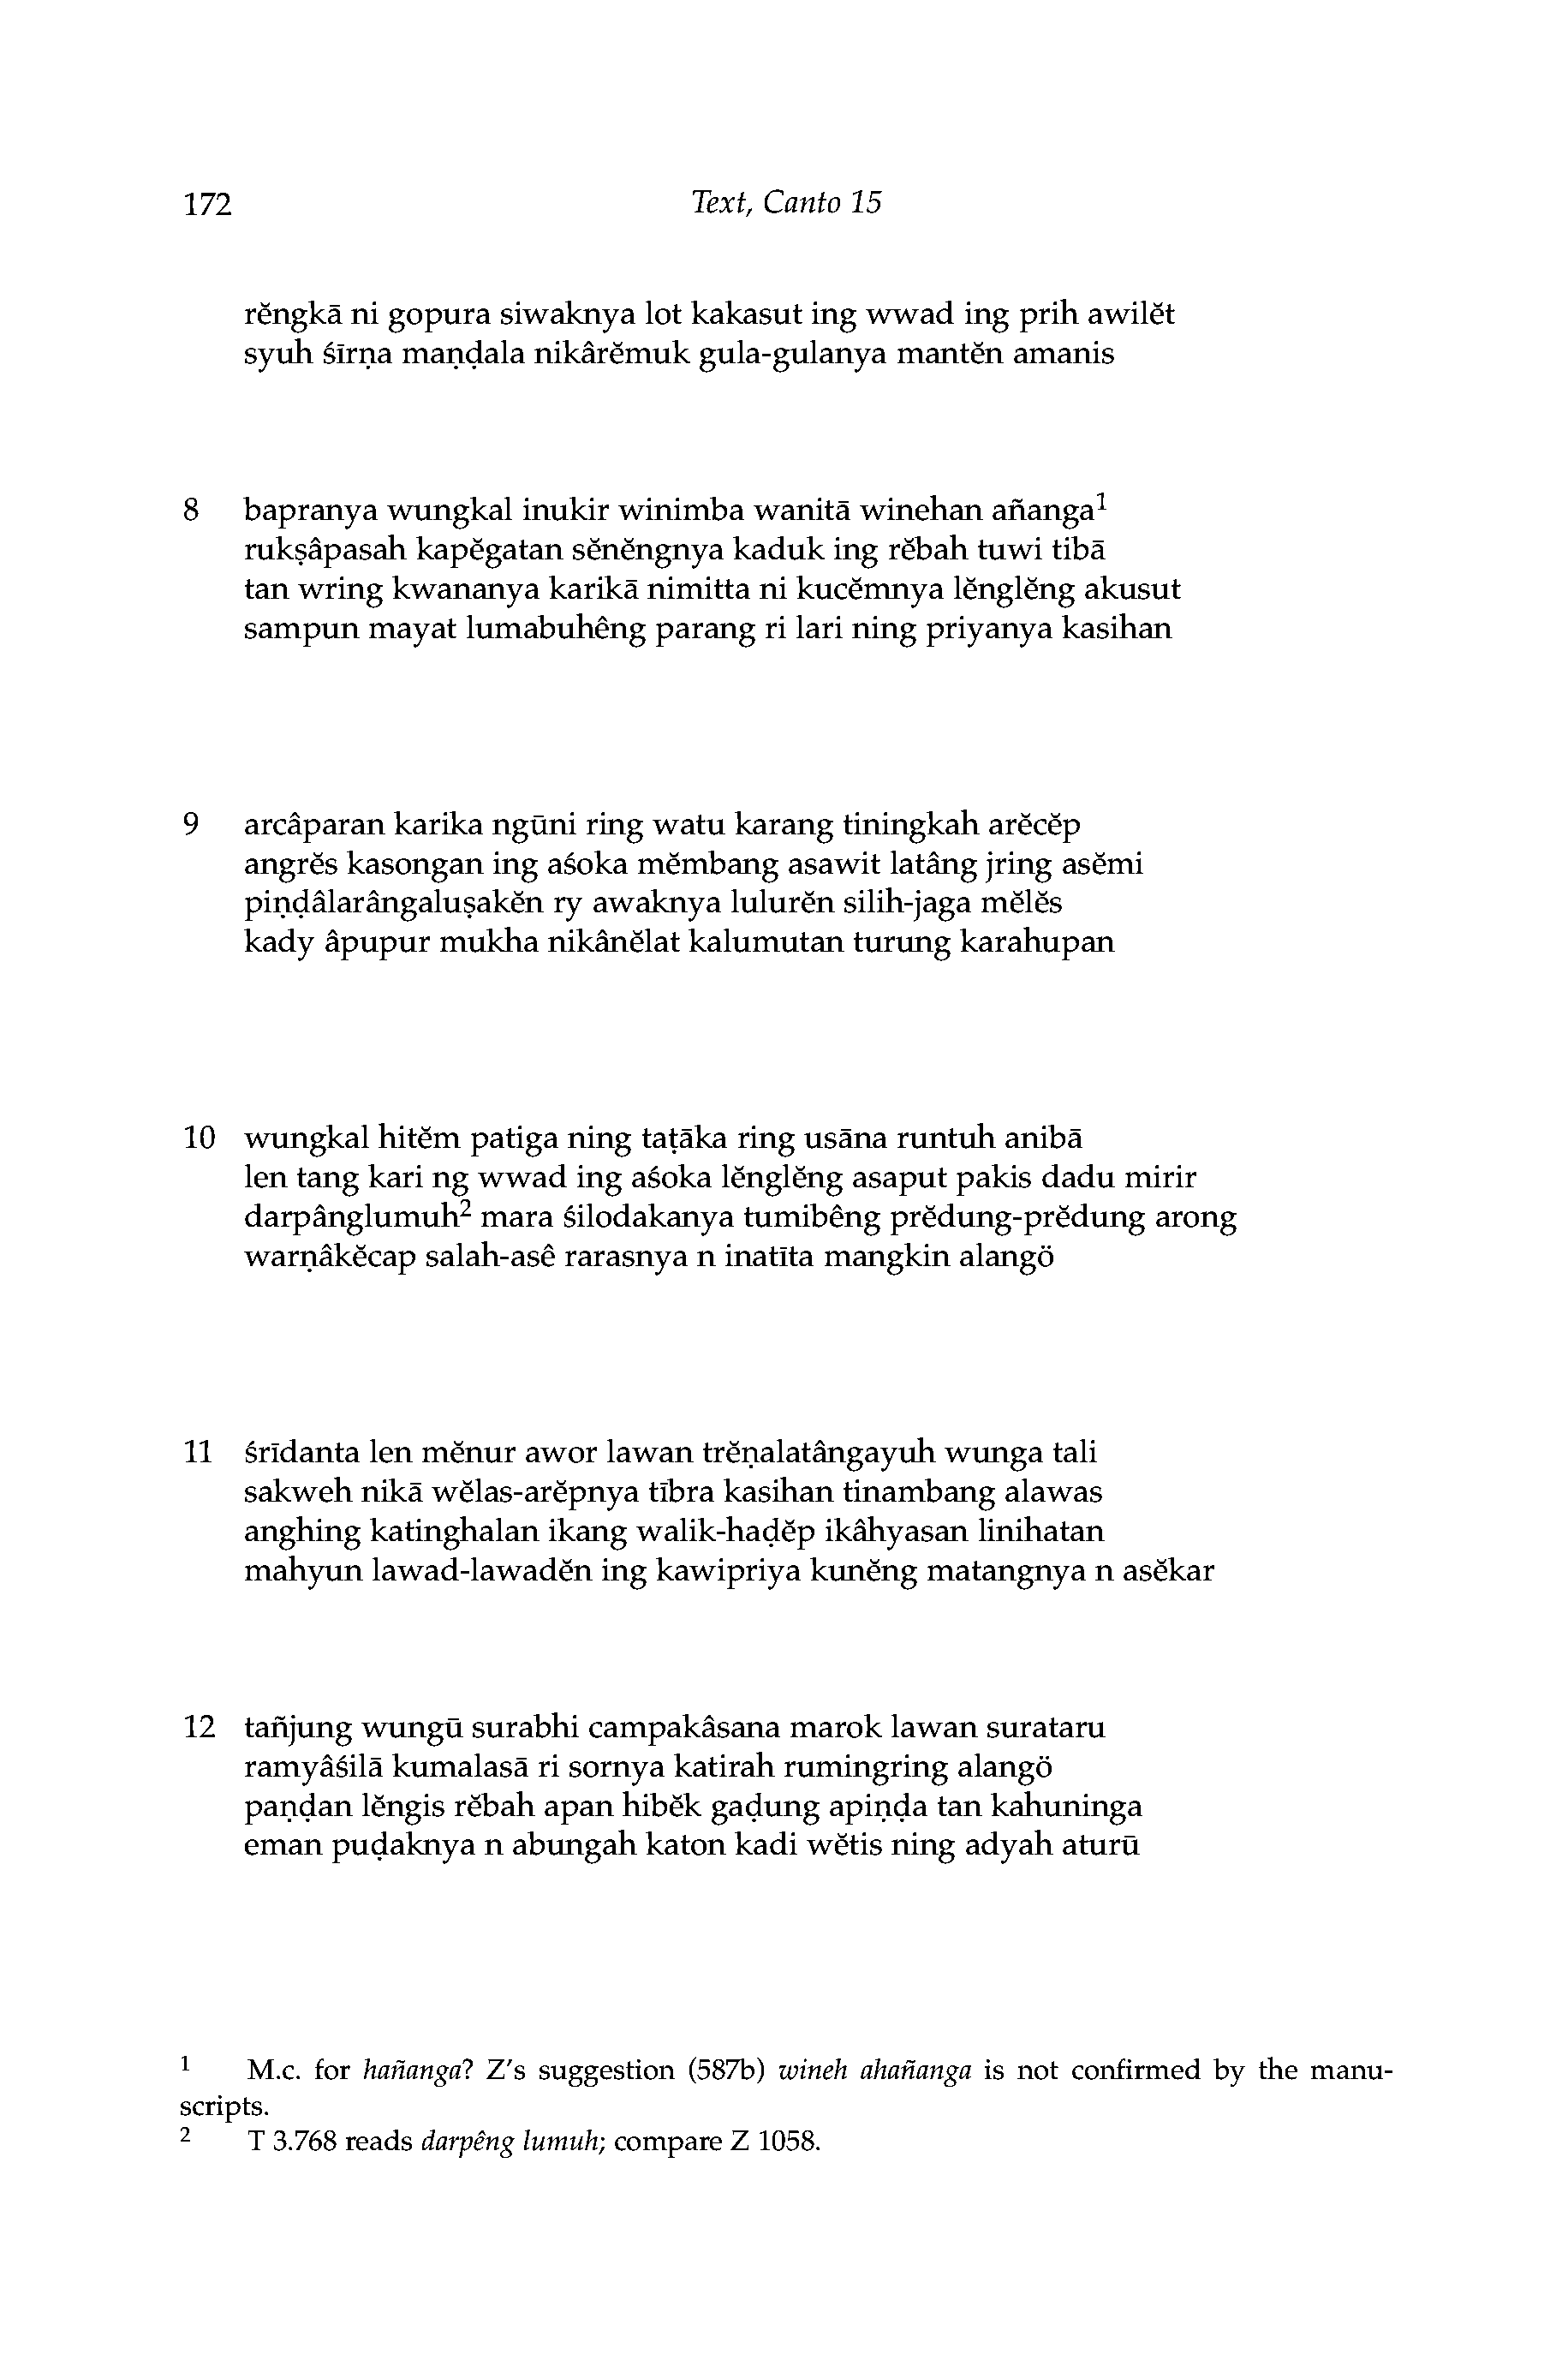 172 Text, Canto 15
rĕngkā ni gopura siwaknya lot kakasut ing wwad ing prih awilĕt
syuh śīrṇa maṇḍala nikârĕmuk gula-gulanya mantĕn amanis
8 bapranya wungkal inukir winimba wanitā winehan añanga¹
rukṣâpasah kapĕgatan sĕnĕngnya kaduk ing rĕbah tuwi tibā
tan wring kwananya karikā nimitta ni kucĕmnya lĕnglĕng akusut
sampun mayat lumabuhêng parang ri lari ning priyanya kasihan
9 arcâparan karika ngūni ring watu karang tiningkah arĕcĕp
angrĕs kasongan ing aśoka mĕmbang asawit latâng jring asĕmi
piṇḍâlarângaluṣakĕn ry awaknya lulurĕn silih-jaga mĕlĕs
kady âpupur mukha nikânĕlat kalumutan turung karahupan
10 wungkal hitĕm patiga ning taṭāka ring usāna runtuh anibā
len tang kari ng wwad ing aśoka lĕnglĕng asaput pakis dadu mirir
darpânglumuh² mara śilodakanya tumibêng prĕdung-prĕdung arong
warṇâkĕcap salah-asê rarasnya n inatīta mangkin alangö
11 śrīdanta len mĕnur awor lawan trĕṇalatângayuh wunga tali
sakweh nikā wĕlas-arĕpnya tībra kasihan tinambang alawas
anghing katinghalan ikang walik-haḍĕp ikâhyasan linihatan
mahyun lawad-lawadĕn ing kawipriya kunĕng matangnya n asĕkar
12 tañjung wungū surabhi campakâsana marok lawan surataru
ramyâśilā kumalasā ri sornya katirah rumingring alangö
paṇḍan lĕngis rĕbah apan hibĕk gaḍung apiṇḍa tan kahuninga
eman puḍaknya n abungah katon kadi wĕtis ning adyah aturū
¹ M.c. for hañanga? Z's suggestion (587b) wineh ahañanga is not confirmed by the manu-
scripts.
² T 3.768 reads darpêng lumuh; compare Z 1058.